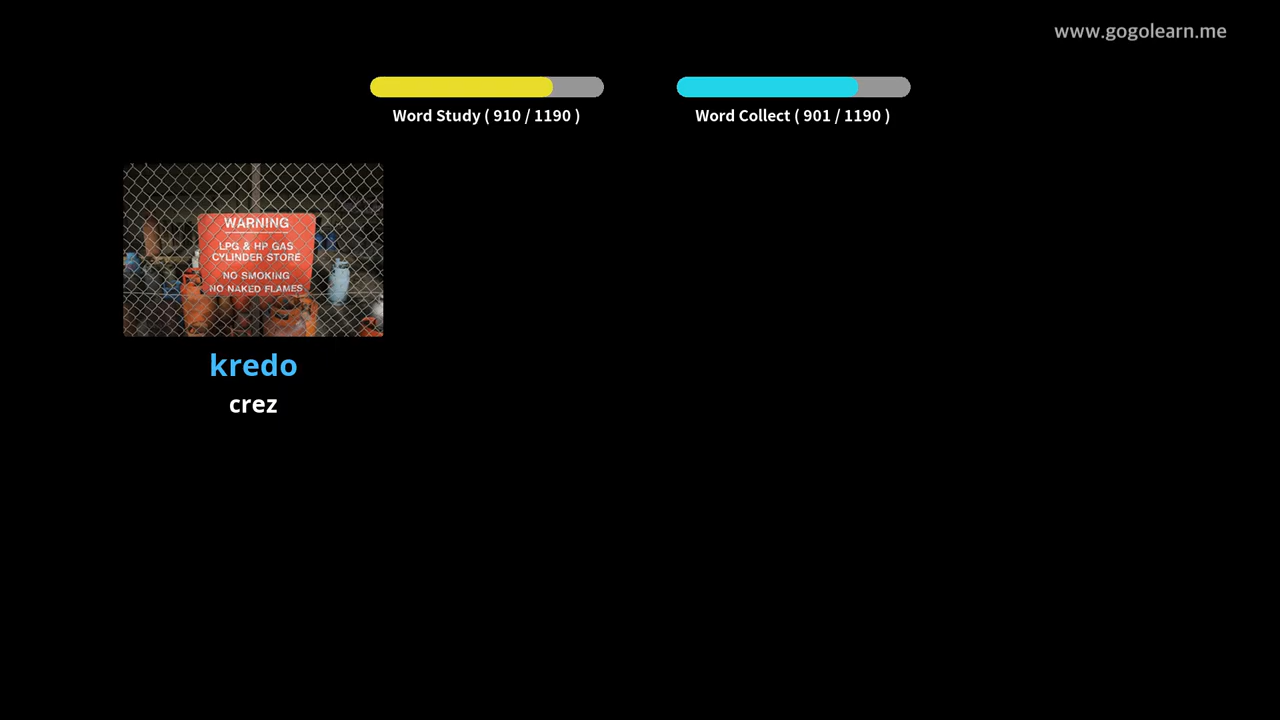 www.gogolearn.me
Word Study ( 910 / 1190 )
Word Collect ( 901 / 1190 )
WARNING
LPG & HP GAS
CYLINDER STORE
NO SMOKING
NO NAKED FLAMES
kredo
crez